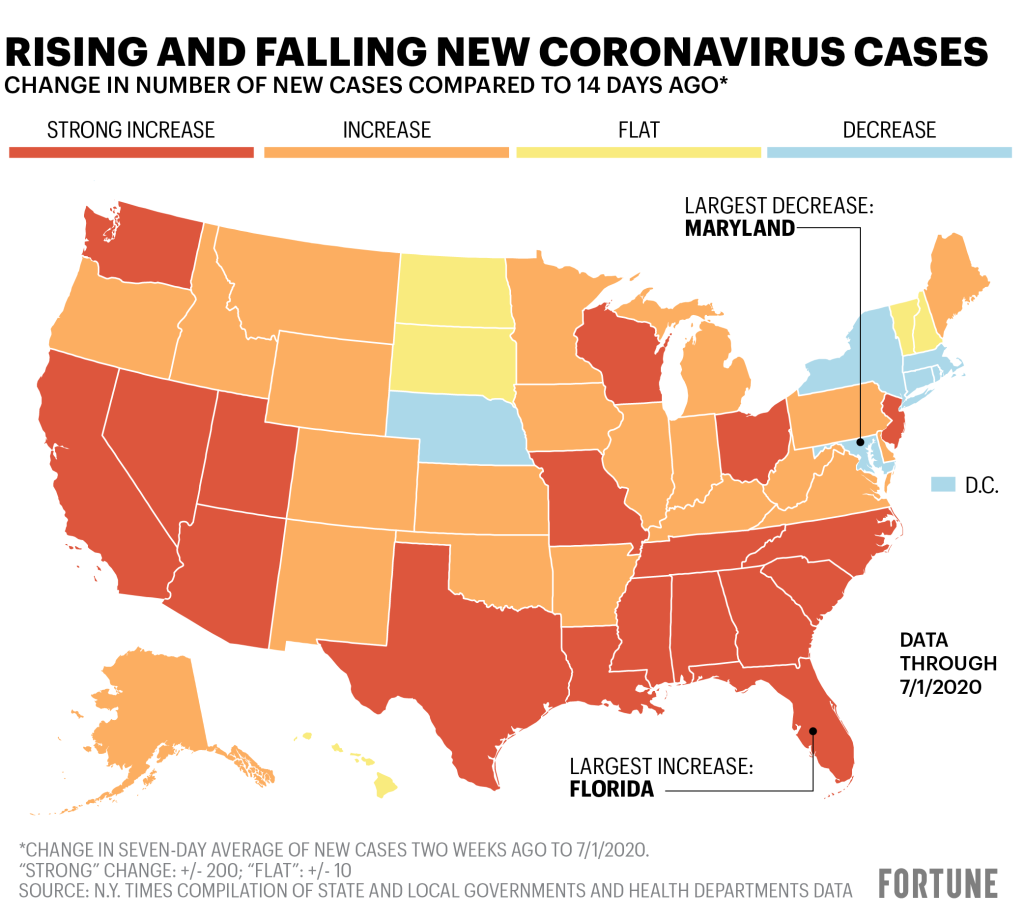 RISING AND FALLING NEW CORONAVIRUS CASES
CHANGE IN NUMBER OF NEW CASES COMPARED TO 14 DAYS AGO*
STRONG INCREASE
INCREASE
FLAT
DECREASE
LARGEST DECREASE:
MARYLAND
D.C.
DATA
THROUGH
7/1/2020
LARGEST INCREASE:
FLORIDA
*CHANGE IN SEVEN-DAY AVERAGE OF NEW CASES TWO WEEKS AGO TO 7/1/2020.
"STRONG" CHANGE: +/- 200; "FLAT": +/- 10
SOURCE: N.Y. TIMES COMPILATION OF STATE AND LOCAL GOVERNMENTS AND HEALTH DEPARTMENTS DATA
FORTUNE